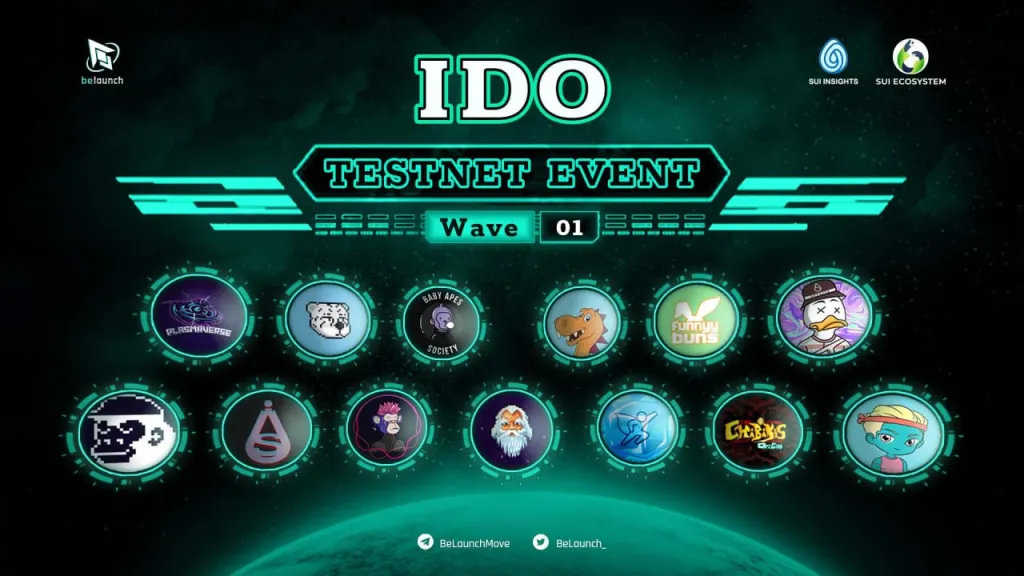 belaunch
SUI INSIGHTS
SUI ECOSYSTEM
IDO
TESTNET EVENT
Wave 01
PLASMAVERSE
BABY APES
SOCIETY
funnyy
buns
S
BeLaunchMove
BeLaunch_